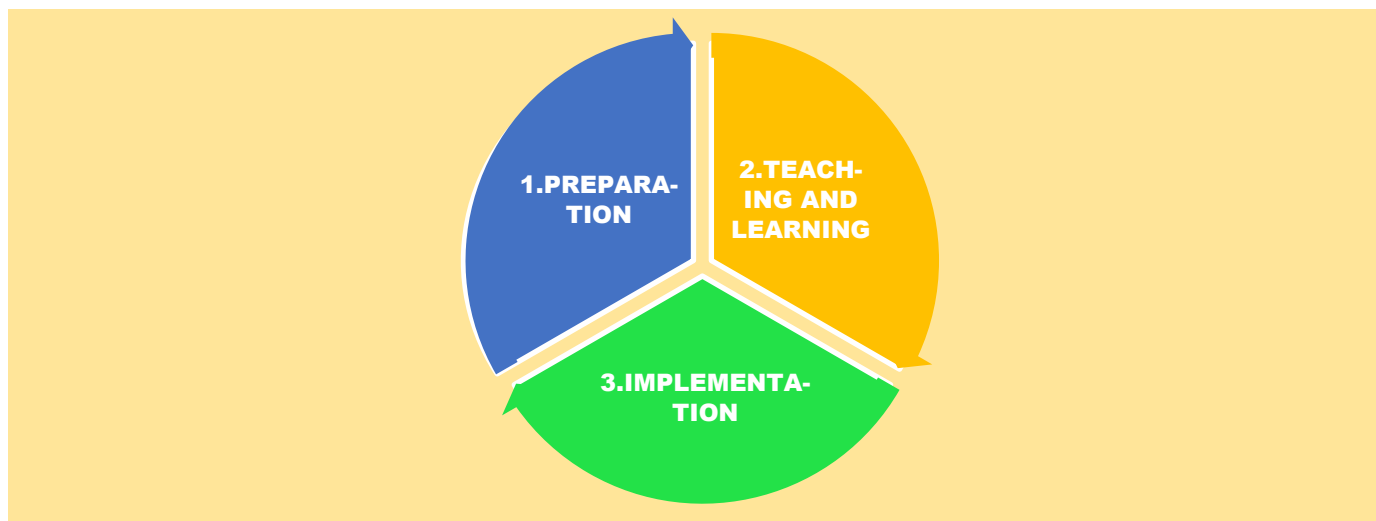 1.PREPARA-
TION
2.TEACH-
ING AND
LEARNING
3.IMPLEMENTA-
TION